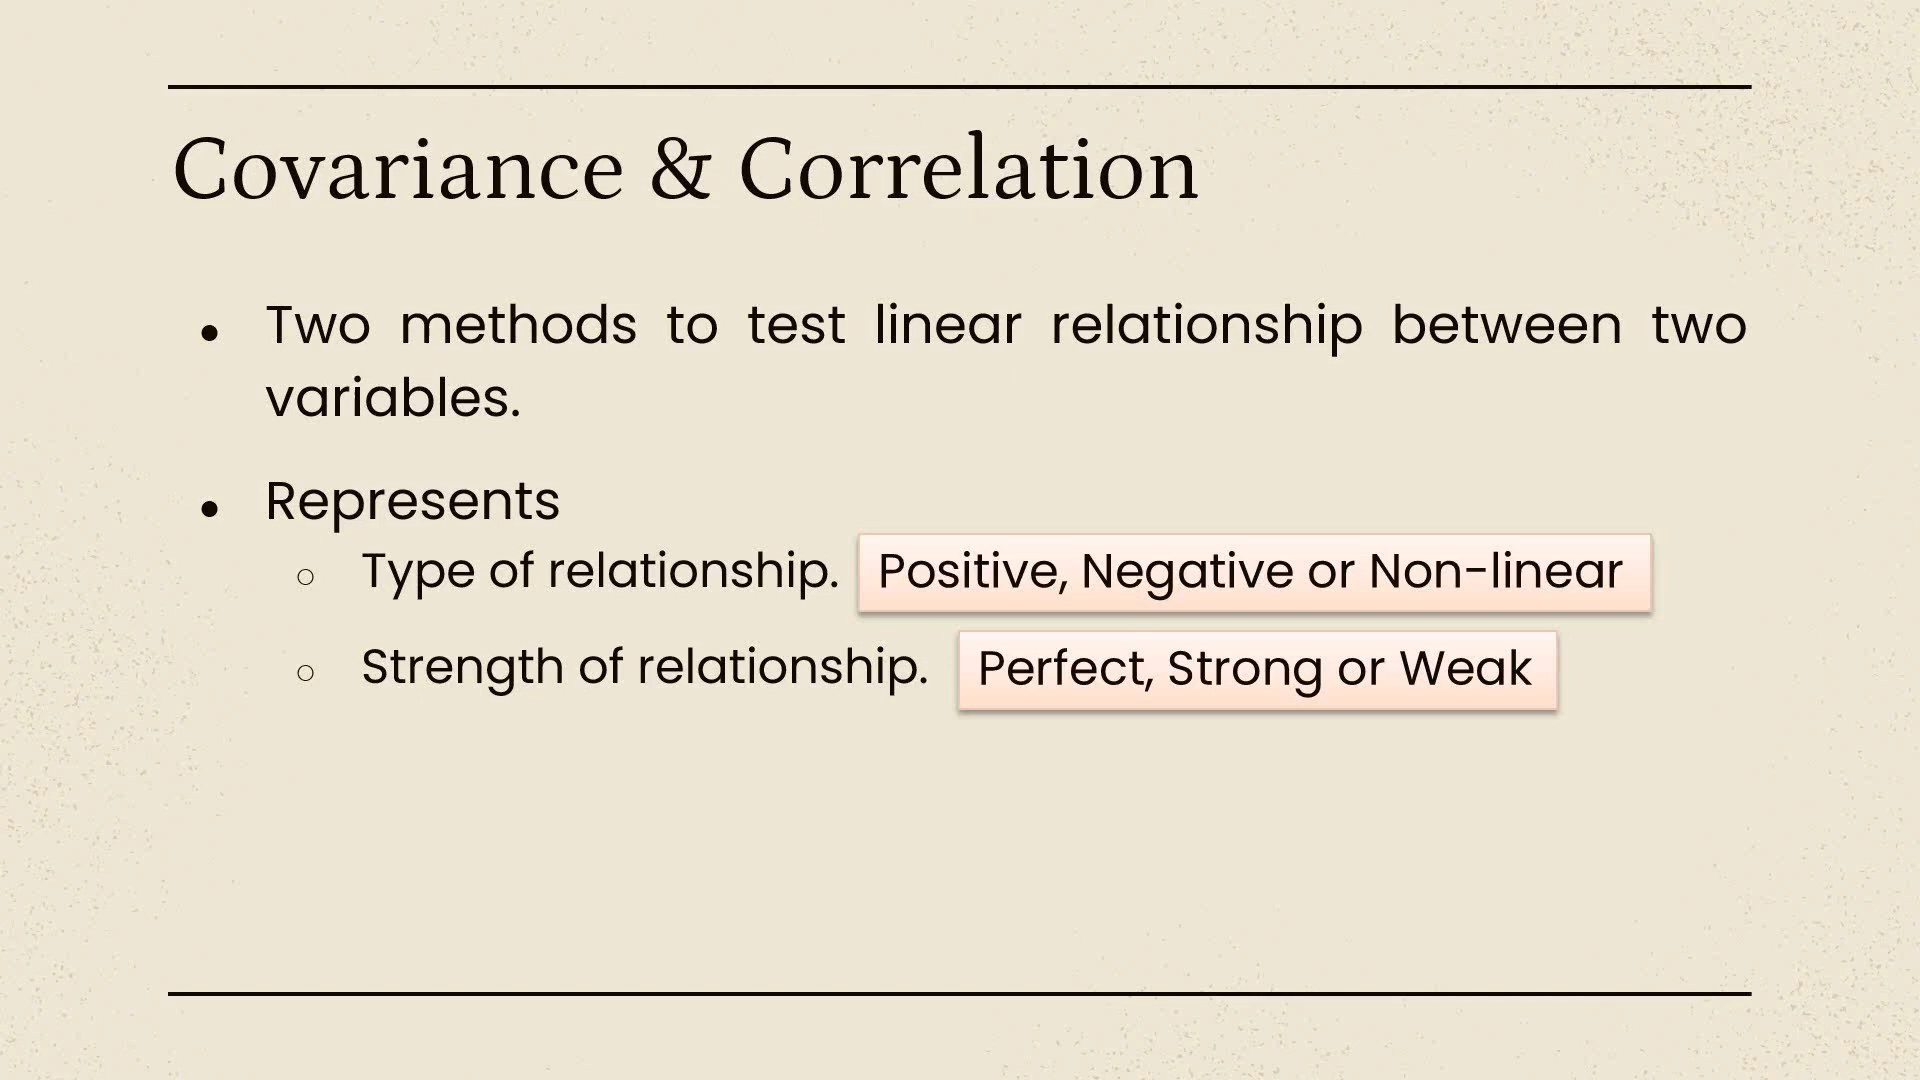 Covariance & Correlation
● Two methods to test linear relationship between two
variables.
● Represents
○ Type of relationship. Positive, Negative or Non-linear
○ Strength of relationship. Perfect, Strong or Weak